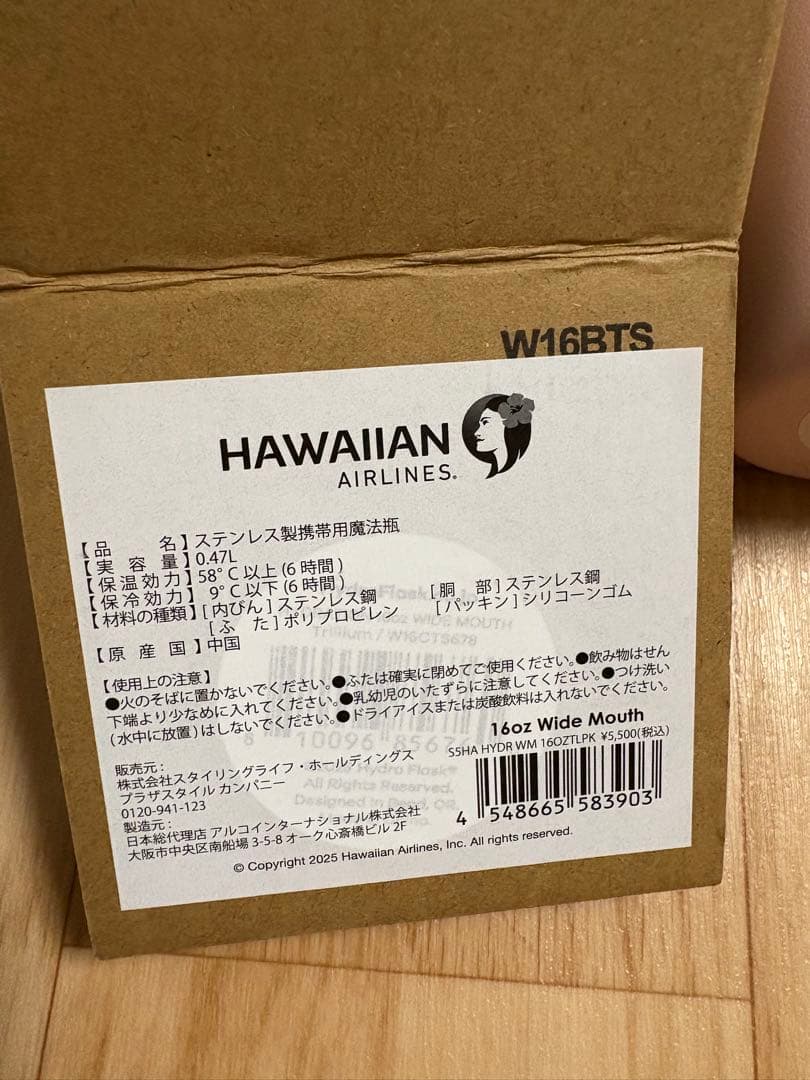 W16BTS
HAWAIIAN
AIRLINES®
【品名】ステンレス製携帯用魔法瓶
【実容量】0.47L
【保温効力】58°C以上(6時間)
【保冷効力】9°C以下(6時間)
【材料の種類】[内びん]ステンレス鋼 [胴部]ステンレス鋼
[ふた]ポリプロピレン [パッキン]シリコーンゴム
【原産国】中国
【使用上の注意】
●火のそばに置かないでください。●ふたは確実に閉めてご使用ください。●飲み物はせん
下端より少なめに入れてください。●乳幼児のいたずらに注意してください。●つけ洗い
(水中に放置)はしないでください。●ドライアイスまたは炭酸飲料は入れないでください。
16oz Wide Mouth
S5HA HYDR WM 16OZTLPK ¥5,500(税込)
4 548665 583903
販売元:
株式会社スタイリングライフ・ホールディングス
プラザスタイル カンパニー
0120-941-123
製造元:
日本総代理店 アルコインターナショナル株式会社
大阪市中央区南船場3-5-8オーク心斎橋ビル2F
© Copyright 2025 Hawaiian Airlines, Inc. All rights reserved.
WIDE MOUTH
Trillium / W16CTS678
All Rights Reserved.